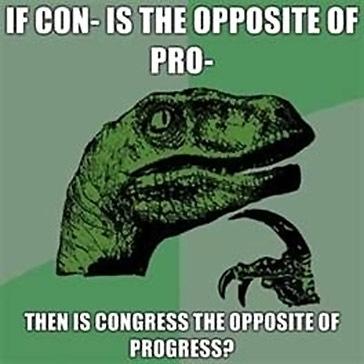 IF CON- IS THE OPPOSITE OF
PRO-
THEN IS CONGRESS THE OPPOSITE OF
PROGRESS?